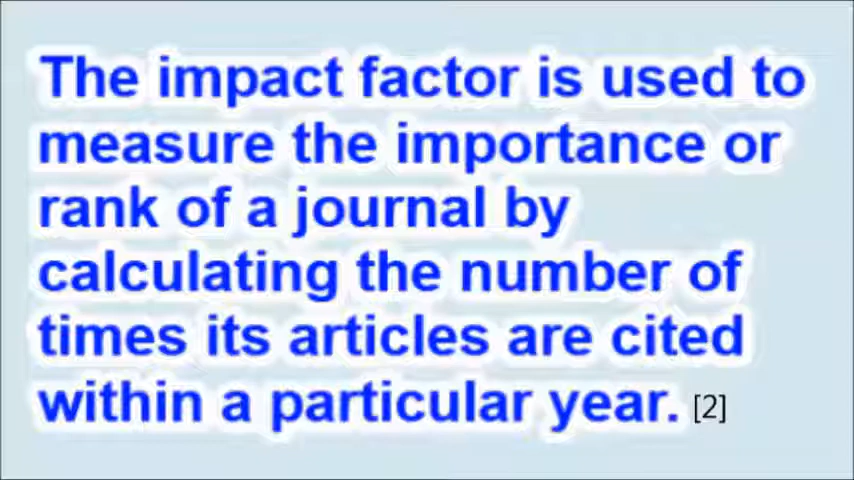 The impact factor is used to
measure the importance or
rank of a journal by
calculating the number of
times its articles are cited
within a particular year. [2]